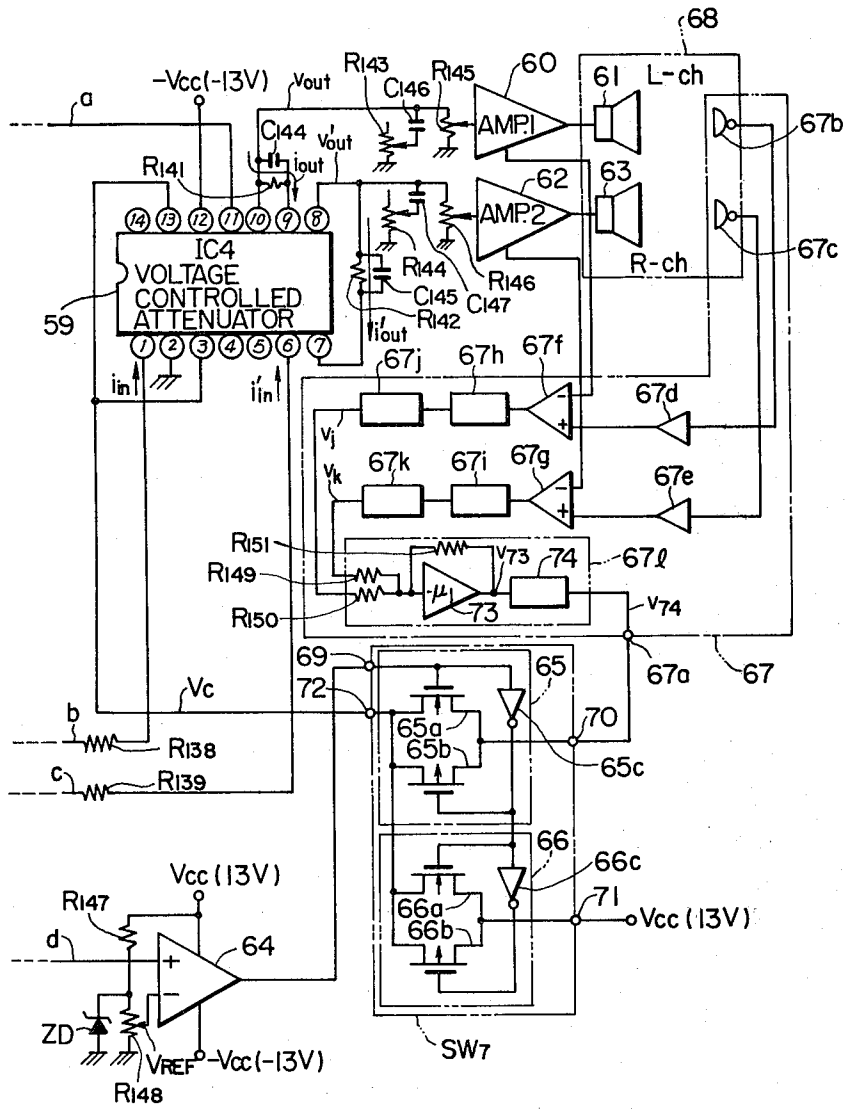 68
R143
C146
R145
60
61
L-ch
-Vcc(-13V)
Vout
a
AMP.1
67b
C144
iout
V'out
R141
62
63
AMP.2
67c
14 13 12 11 10 9 8
R144
R146
R-ch
IC4
VOLTAGE
CONTROLLED
ATTENUATOR
59
C145
C147
R142
i'out
1 2 3 4 5 6 7
67j
67h
67f
67d
iin
i'in
-
+
Vj
67k
67i
67g
67e
Vk
-
+
R151
V73
74
67l
R149
-μ
73
R150
V74
69
65
67a
67
72
Vc
70
65a
65b
65c
b
R138
c
R139
66
66c
Vcc(13V)
71
66a
66b
Vcc(13V)
R147
64
d
+
-
ZD
VREF
-Vcc(-13V)
R148
SW7